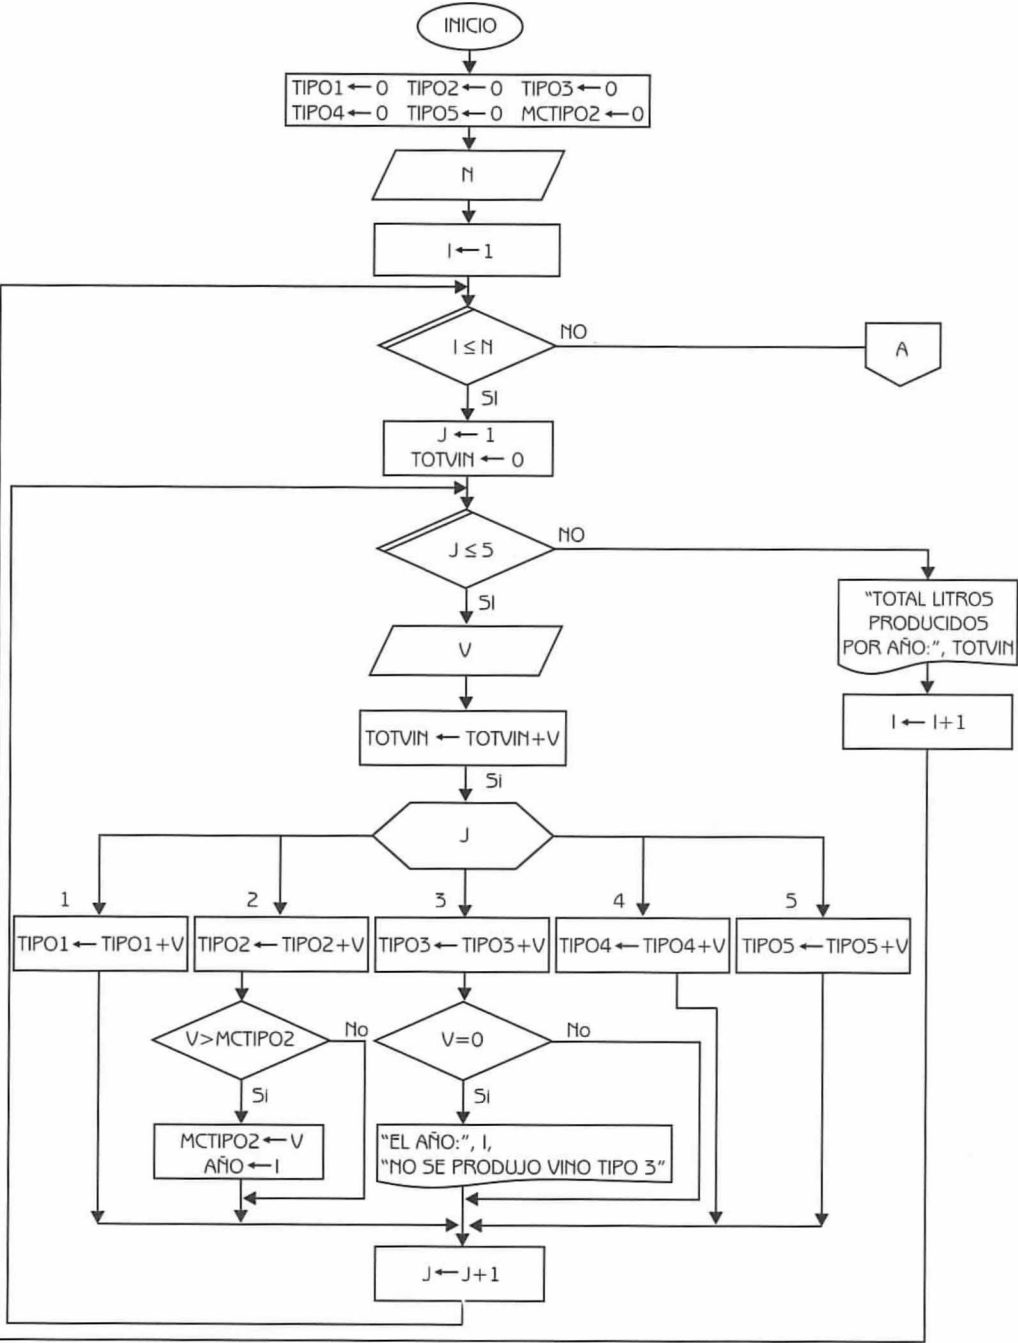 INICIO
TIPO1 ← 0 TIPO2 ← 0 TIPO3 ← 0
TIPO4 ← 0 TIPO5 ← 0 MCTIPO2 ← 0
N
I ← 1
I ≤ N
NO
A
SI
J ← 1
TOTVIN ← 0
J ≤ 5
NO
SI
"TOTAL LITROS
PRODUCIDOS
POR AÑO:", TOTVIN
V
I ← I+1
TOTVIN ← TOTVIN+V
Si
J
1
2
3
4
5
TIPO1 ← TIPO1+V
TIPO2 ← TIPO2+V
TIPO3 ← TIPO3+V
TIPO4 ← TIPO4+V
TIPO5 ← TIPO5+V
V>MCTIPO2
No
V=0
No
Si
Si
MCTIPO2 ← V
AÑO ← I
"EL AÑO:", I,
"NO SE PRODUJO VINO TIPO 3"
J ← J+1